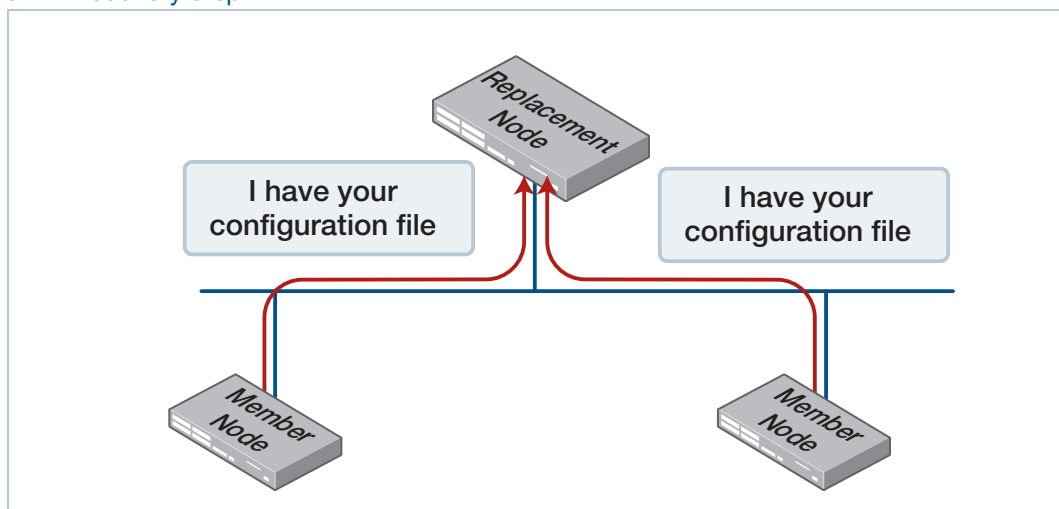 Replacement
Node
I have your
configuration file
I have your
configuration file
Member
Node
Member
Node